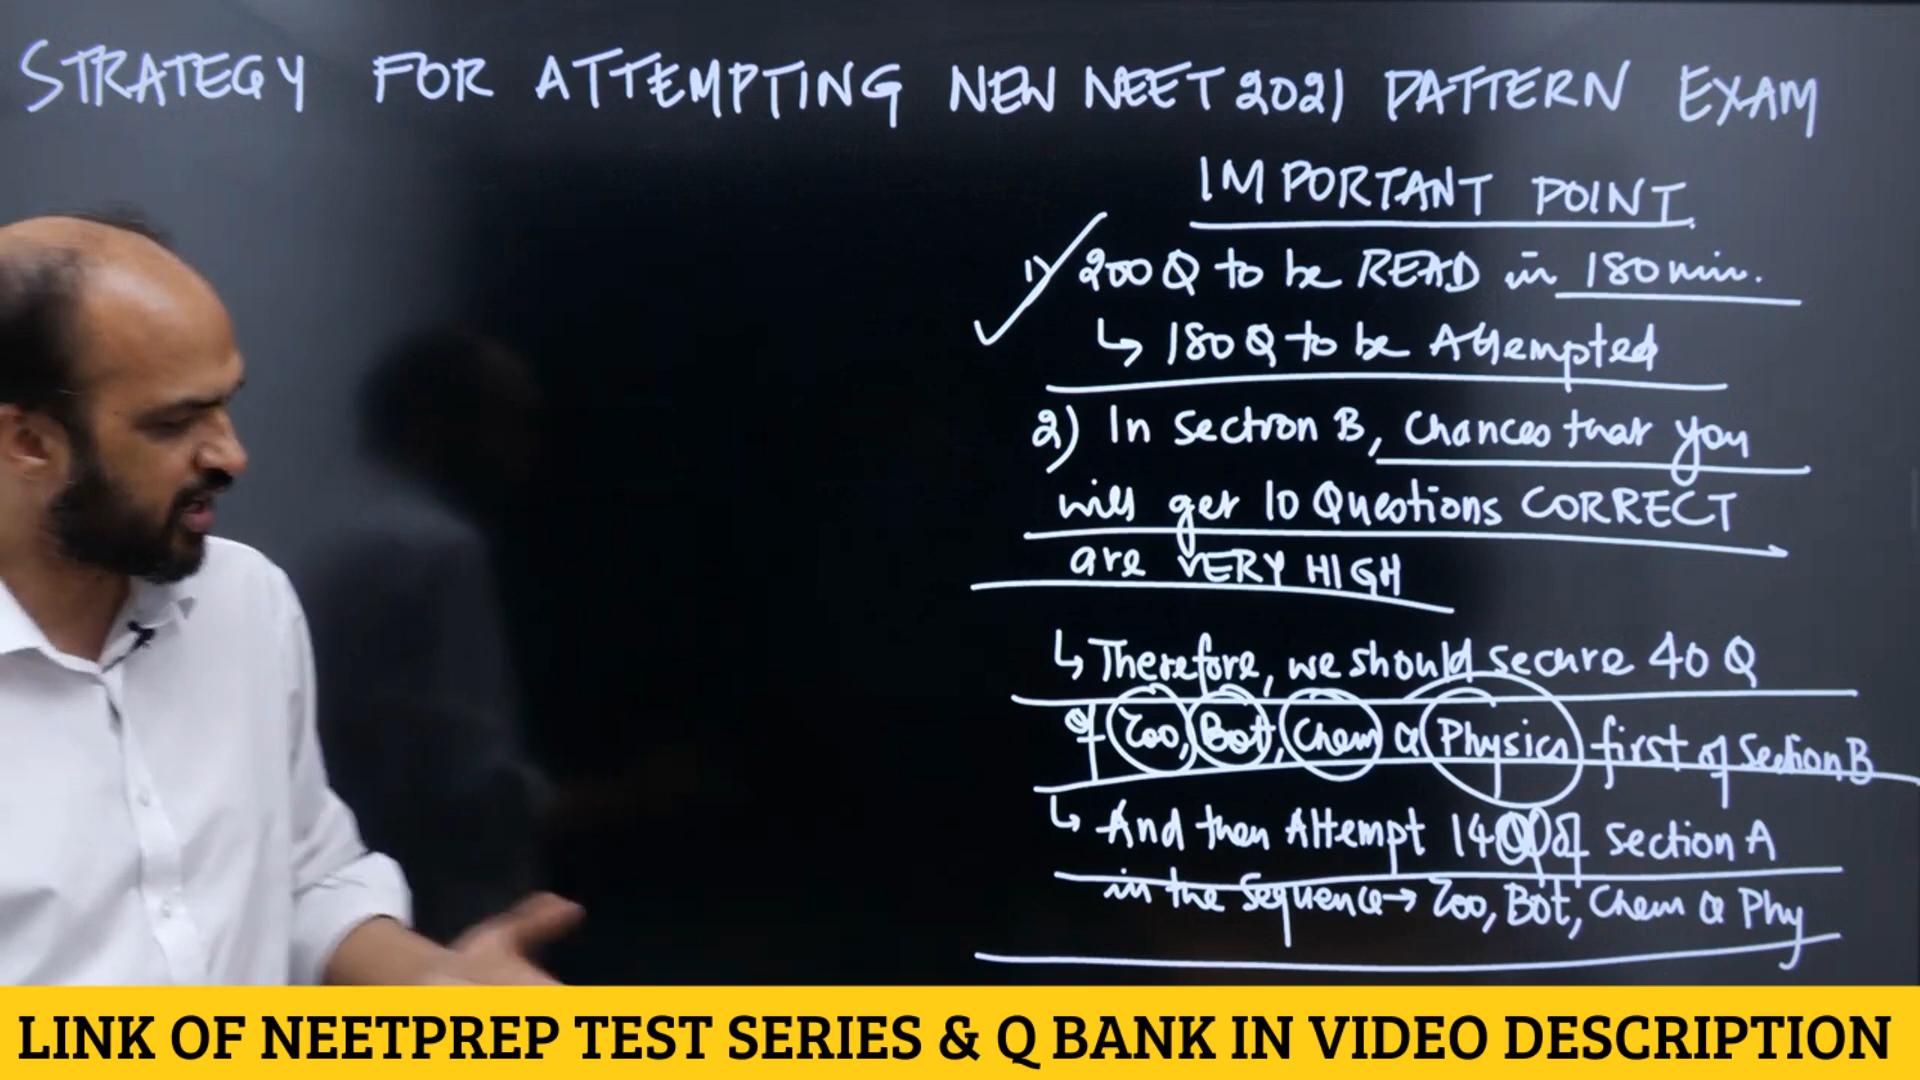 STRATEGY FOR ATTEMPTING NEW NEET 2021 PATTERN EXAM
IMPORTANT POINT
1) 200 Q to be READ in 180 min.
↳ 180 Q to be Attempted
2) In Section B, Chances that you
will get 10 Questions CORRECT
are VERY HIGH
↳ Therefore, we should secure 40 Q
of Zoo, Bot, Chem & Physics first of Section B
↳ And then Attempt 140 Q of Section A
in the Sequence → Zoo, Bot, Chem & Phy
LINK OF NEETPREP TEST SERIES & Q BANK IN VIDEO DESCRIPTION